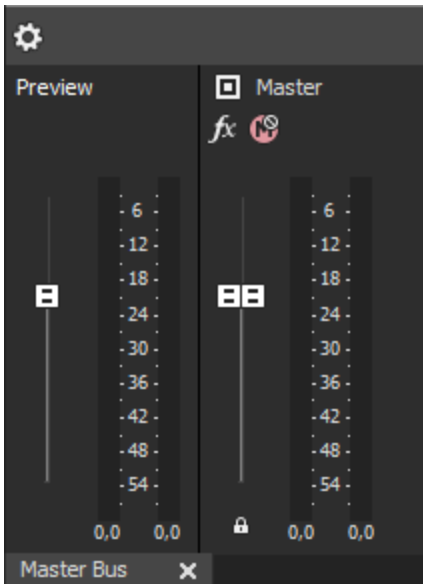 Preview
Master
fx
- 6 -
- 12 -
- 18 -
- 24 -
- 30 -
- 36 -
- 42 -
- 48 -
- 54 -
0,0 0,0
- 6 -
- 12 -
- 18 -
- 24 -
- 30 -
- 36 -
- 42 -
- 48 -
- 54 -
0,0 0,0
Master Bus